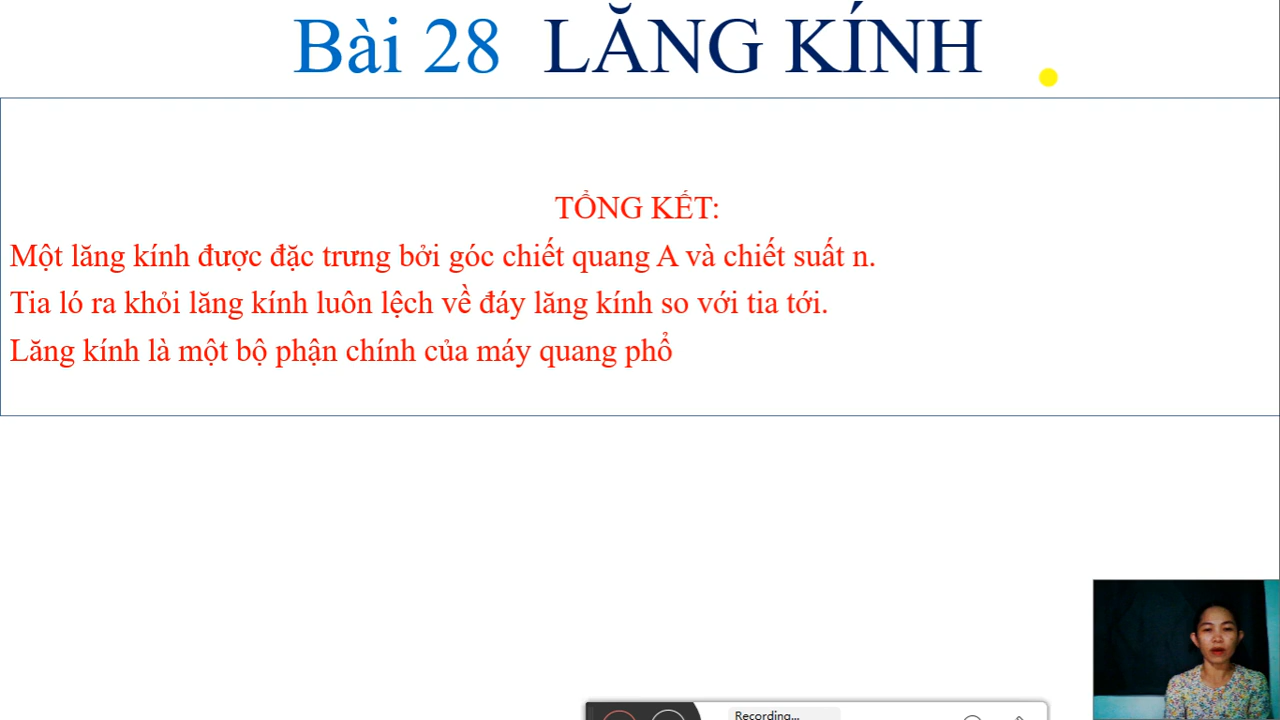 Bài 28 LĂNG KÍNH
TỔNG KẾT:
Một lăng kính được đặc trưng bởi góc chiết quang A và chiết suất n.
Tia ló ra khỏi lăng kính luôn lệch về đáy lăng kính so với tia tới.
Lăng kính là một bộ phận chính của máy quang phổ
Recording...